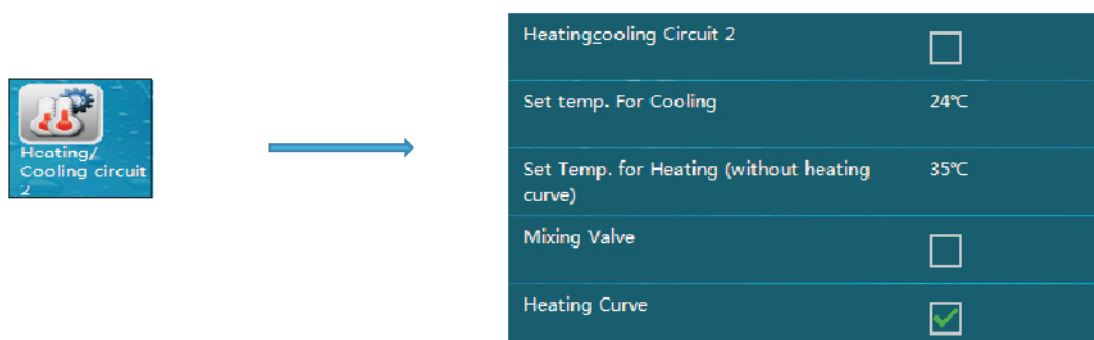 Heating/
Cooling circuit
2
Heatingcooling Circuit 2
Set temp. For Cooling 24℃
Set Temp. for Heating (without heating 35℃
curve)
Mixing Valve
Heating Curve